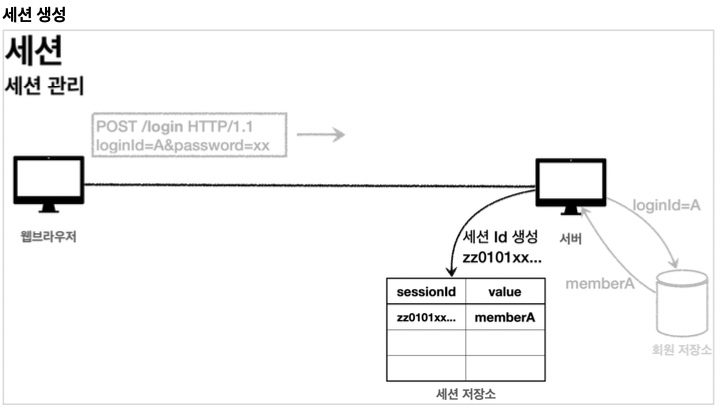 세션 생성
세션
세션 관리
POST /login HTTP/1.1
loginId=A&password=xx
웹브라우저
서버
loginId=A
세션 Id 생성
zz0101xx...
memberA
sessionId value
zz0101xx... memberA
회원 저장소
세션 저장소